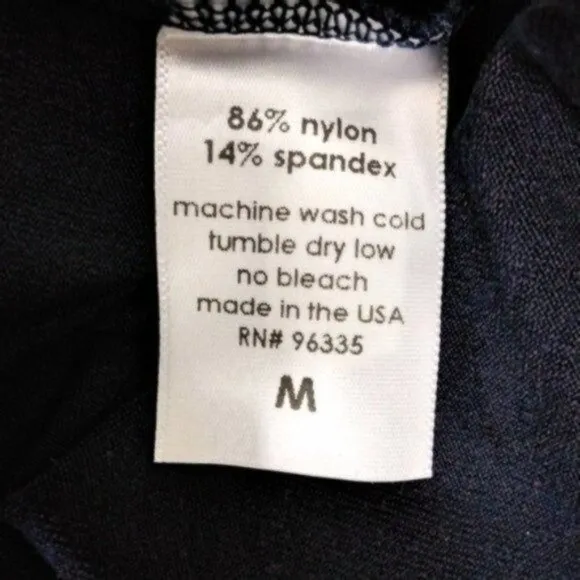 86% nylon
14% spandex
machine wash cold
tumble dry low
no bleach
made in the USA
RN# 96335
M